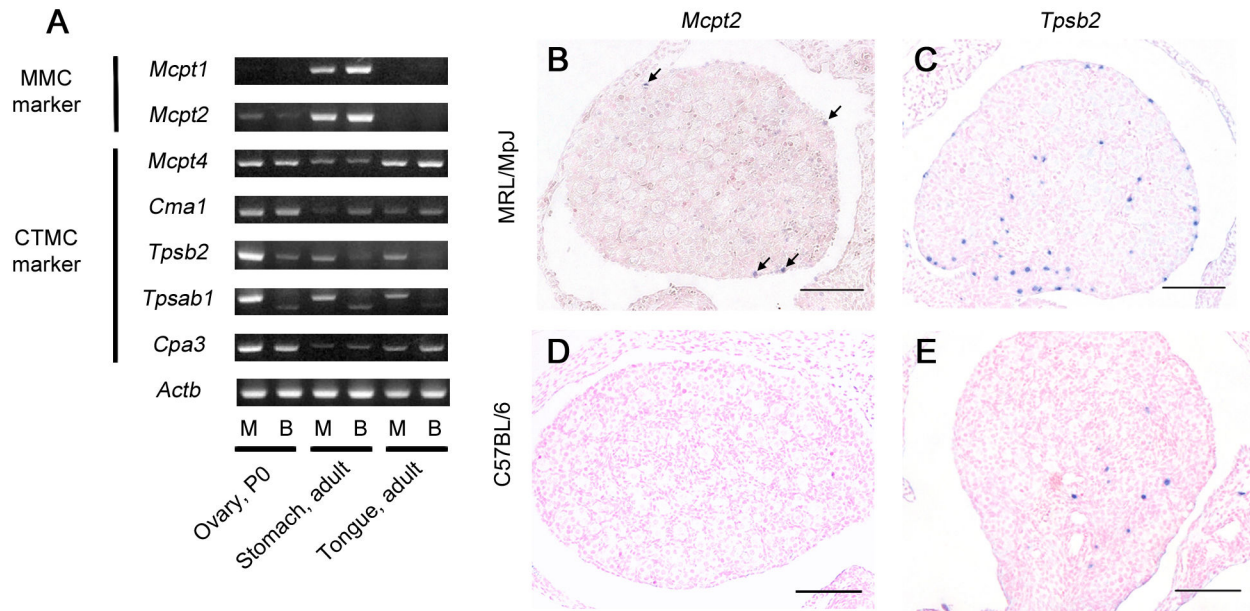 A
MMC
marker
Mcpt1
Mcpt2
CTMC
marker
Mcpt4
Cma1
Tpsb2
Tpsab1
Cpa3
Actb
M B M B M B
Ovary, P0
Stomach, adult
Tongue, adult
Mcpt2
Tpsb2
MRL/MpJ
B
C
C57BL/6
D
E